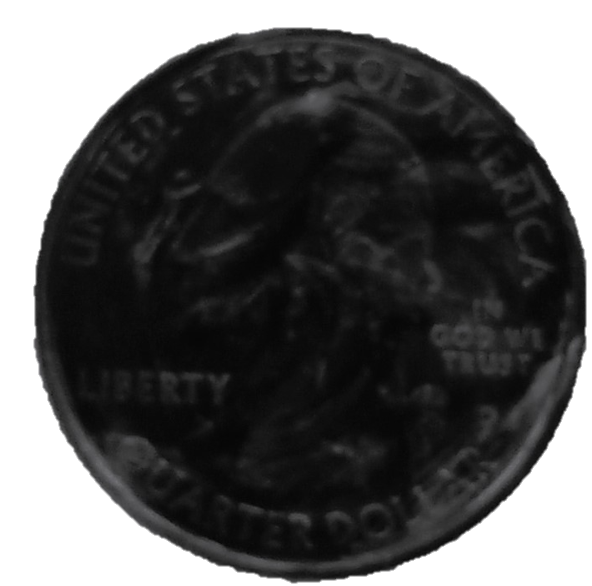 UNITED STATES OF AMERICA
LIBERTY
IN
GOD WE
TRUST
P
QUARTER DOLLAR